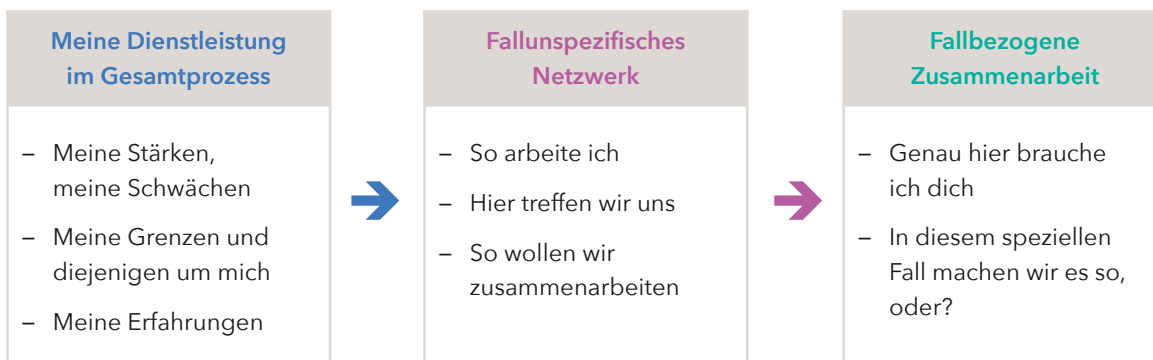 Meine Dienstleistung
im Gesamtprozess
– Meine Stärken,
meine Schwächen
– Meine Grenzen und
diejenigen um mich
– Meine Erfahrungen
Fallunspezifisches
Netzwerk
– So arbeite ich
– Hier treffen wir uns
– So wollen wir
zusammenarbeiten
Fallbezogene
Zusammenarbeit
– Genau hier brauche
ich dich
– In diesem speziellen
Fall machen wir es so,
oder?